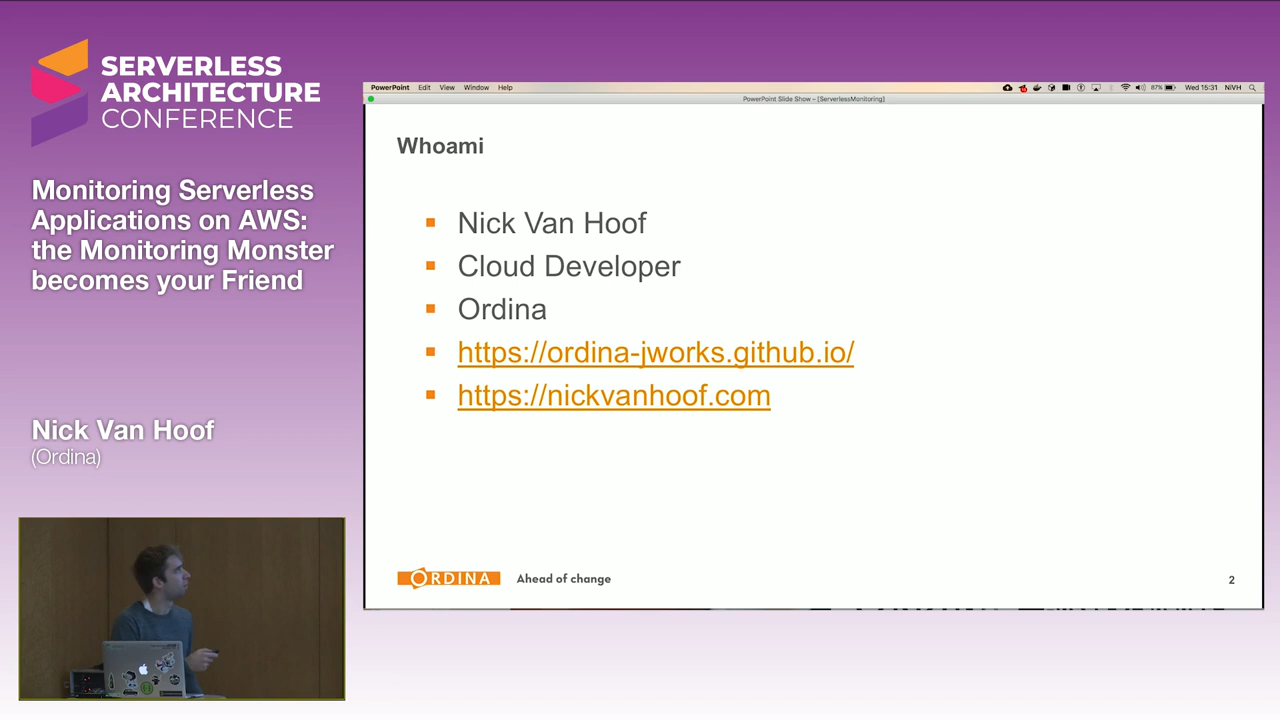 SERVERLESS
ARCHITECTURE
CONFERENCE
Monitoring Serverless
Applications on AWS:
the Monitoring Monster
becomes your Friend
Nick Van Hoof
(Ordina)
PowerPoint Edit View Window Help
87% Wed 15:31 NiVH
PowerPoint Slide Show - [ServerlessMonitoring]
Whoami
Nick Van Hoof
Cloud Developer
Ordina
https://ordina-jworks.github.io/
https://nickvanhoof.com
ORDINA
Ahead of change
2